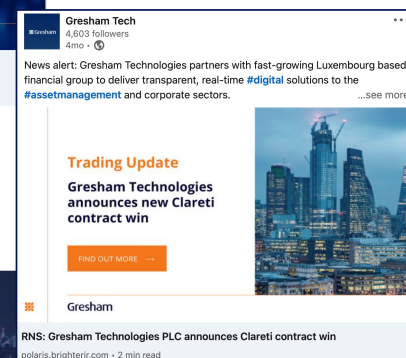 Gresham
Gresham Tech
4,603 followers
4mo •
News alert: Gresham Technologies partners with fast-growing Luxembourg based
financial group to deliver transparent, real-time #digital solutions to the
#assetmanagement and corporate sectors.
...see more
Trading Update
Gresham Technologies
announces new Clareti
contract win
FIND OUT MORE →
Gresham
RNS: Gresham Technologies PLC announces Clareti contract win
polaris.brighterir.com • 2 min read